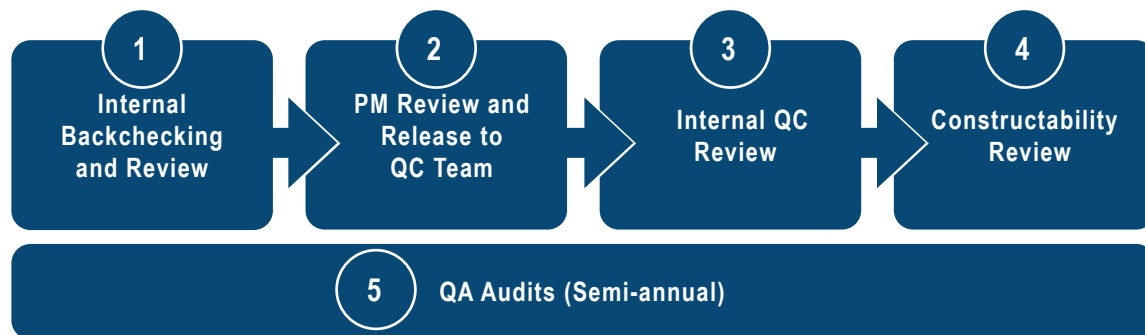 1
Internal
Backchecking
and Review
2
PM Review and
Release to
QC Team
3
Internal QC
Review
4
Constructability
Review
5
QA Audits (Semi-annual)